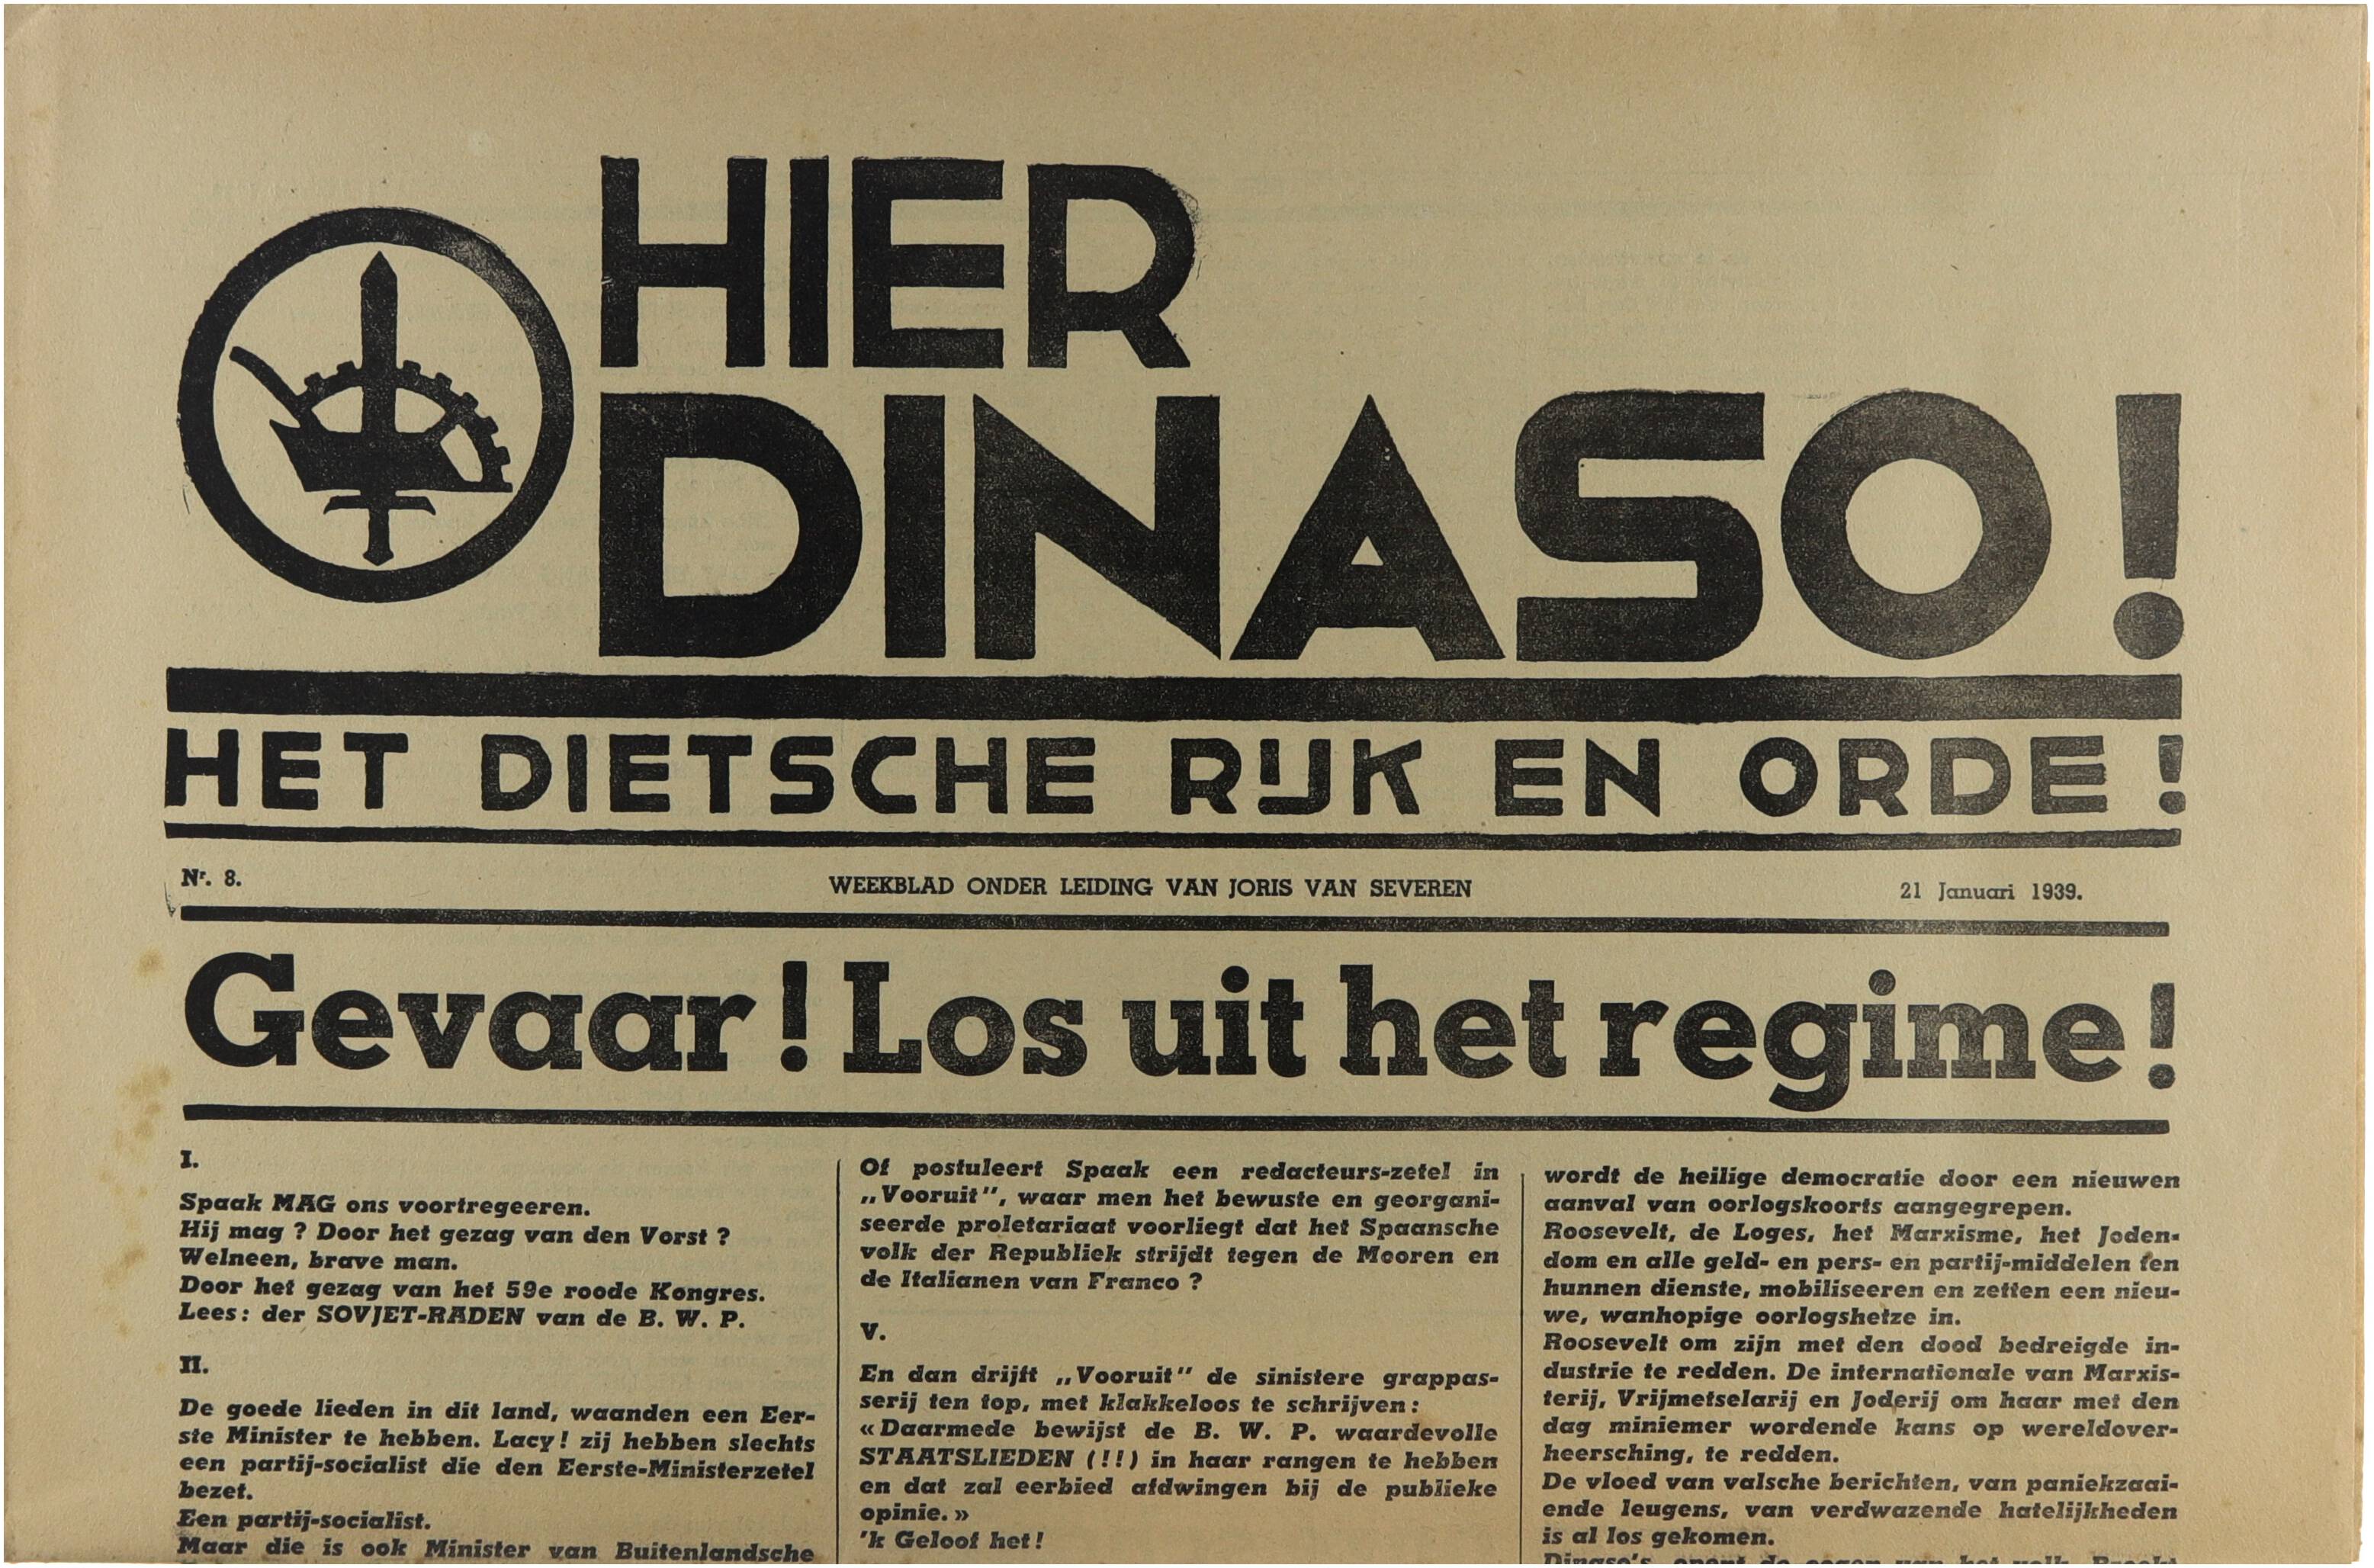 HIER
DINASO!
HET DIETSCHE RIJK EN ORDE!
Nr. 8.
WEEKBLAD ONDER LEIDING VAN JORIS VAN SEVEREN
21 Januari 1939.
Gevaar! Los uit het regime!
I.
Spaak MAG ons voortregeeren.
Hij mag ? Door het gezag van den Vorst ?
Welneen, brave man.
Door het gezag van het 59e roode Kongres.
Lees: der SOVJET-RADEN van de B. W. P.
II.
De goede lieden in dit land, waanden een Eer-
ste Minister te hebben. Lacy! zij hebben slechts
een partij-socialist die den Eerste-Ministerzetel
bezet.
Een partij-socialist.
Maar die is ook Minister van Buitenlandsche
Of postuleert Spaak een redacteurs-zetel in
„Vooruit", waar men het bewuste en georgani-
seerde proletariaat voorliegt dat het Spaansche
volk der Republiek strijdt tegen de Mooren en
de Italianen van Franco ?
V.
En dan drijft „Vooruit" de sinistere grappas-
serij ten top, met klakkeloos te schrijven:
«Daarmede bewijst de B. W. P. waardevolle
STAATSLIEDEN (!!) in haar rangen te hebben
en dat zal eerbied afdwingen bij de publieke
opinie.»
'k Geloof het!
wordt de heilige democratie door een nieuwen
aanval van oorlogskoorts aangegrepen.
Roosevelt, de Loges, het Marxisme, het Joden-
dom en alle geld- en pers- en partij-middelen ten
hunnen dienste, mobiliseeren en zetten een nieu-
we, wanhopige oorlogshetze in.
Roosevelt om zijn met den dood bedreigde in-
dustrie te redden. De internationale van Marxis-
terij, Vrijmetselarij en Joderij om haar met den
dag miniemer wordende kans op wereldover-
heersching, te redden.
De vloed van valsche berichten, van paniekzaai-
ende leugens, van verdwazende hatelijkheden
is al los gekomen.